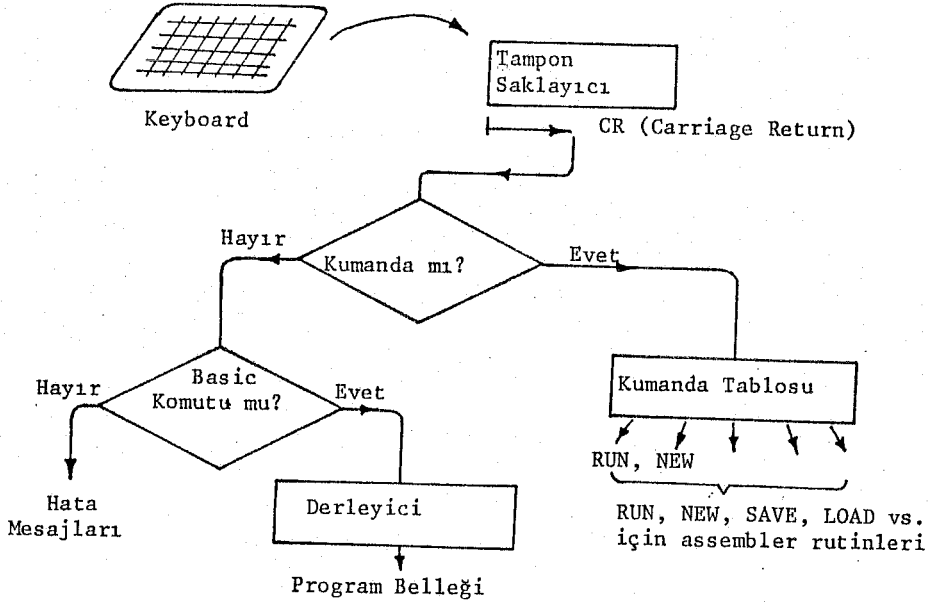 Tampon
Saklayıcı
Keyboard
CR (Carriage Return)
Hayır
Kumanda mı?
Evet
Hayır
Basic
Komutu mu?
Evet
Kumanda Tablosu
RUN, NEW
Hata
Mesajları
Derleyici
RUN, NEW, SAVE, LOAD vs.
için assembler rutinleri
Program Belleği